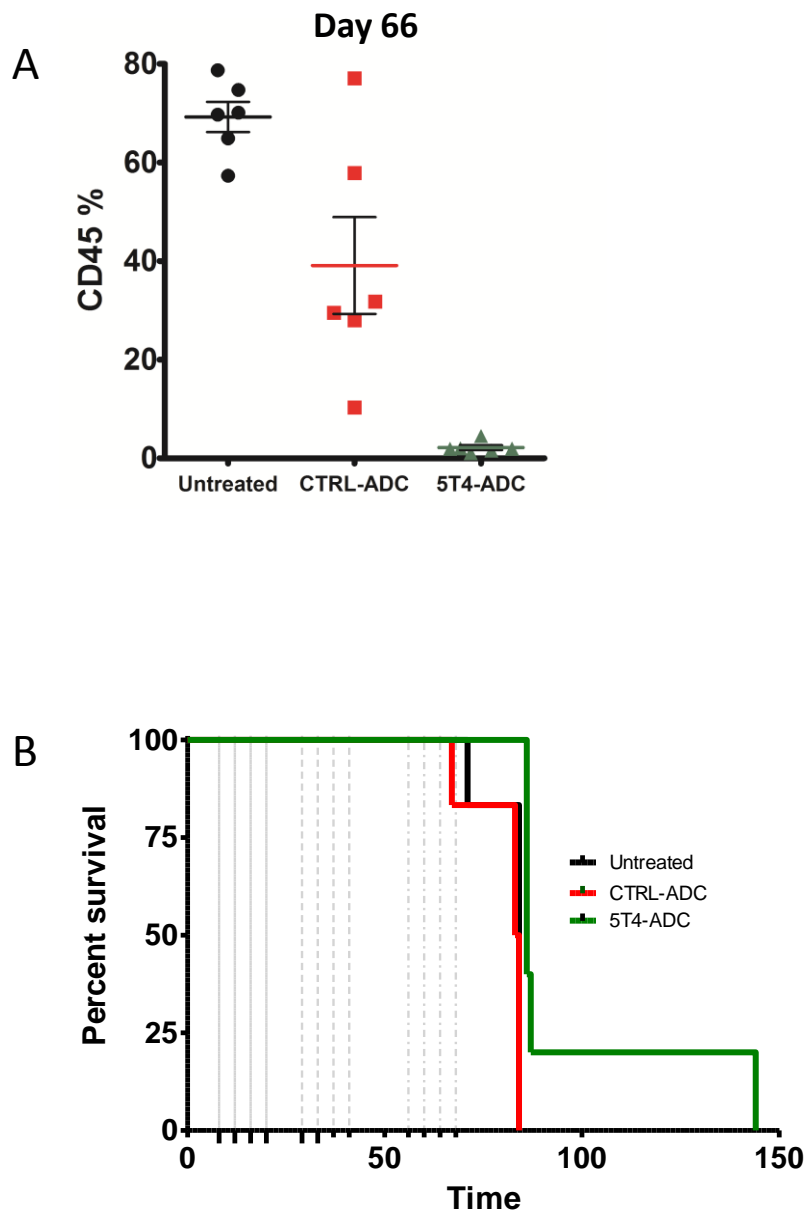 Day 66
A
80
60
40
20
0
CD45 %
Untreated CTRL-ADC 5T4-ADC
B
100
75
50
25
0
Percent survival
Untreated
CTRL-ADC
5T4-ADC
0 50 100 150
Time